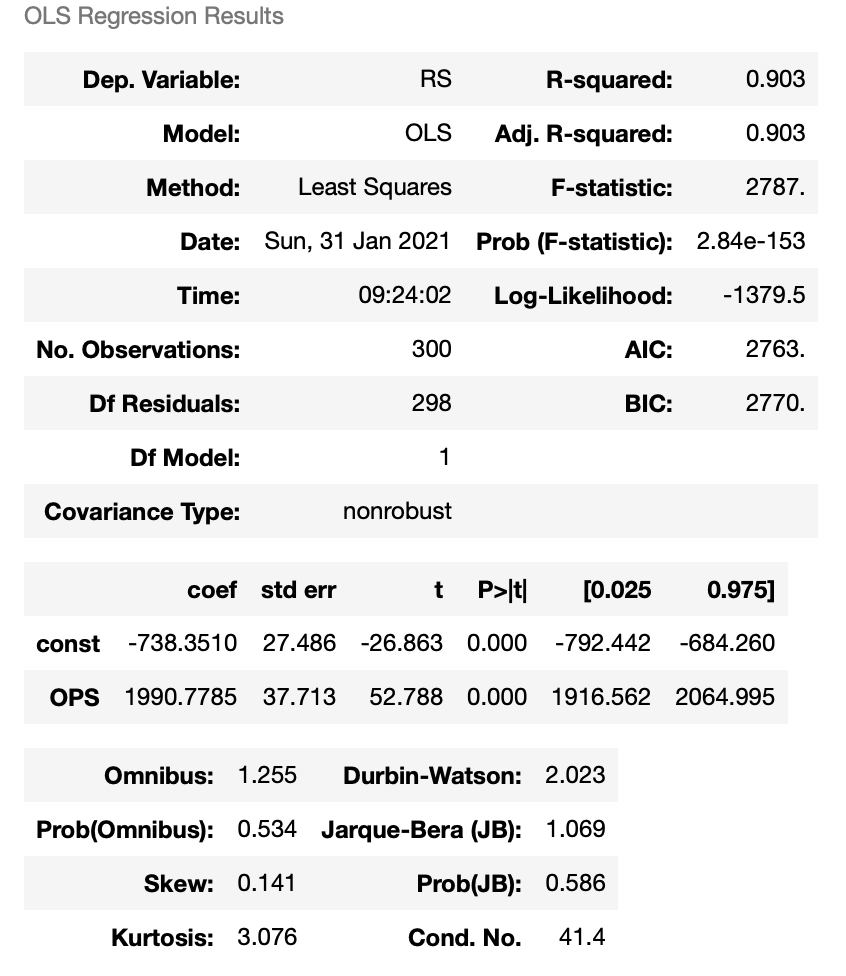 OLS Regression Results
Dep. Variable: RS R-squared: 0.903
Model: OLS Adj. R-squared: 0.903
Method: Least Squares F-statistic: 2787.
Date: Sun, 31 Jan 2021 Prob (F-statistic): 2.84e-153
Time: 09:24:02 Log-Likelihood: -1379.5
No. Observations: 300 AIC: 2763.
Df Residuals: 298 BIC: 2770.
Df Model: 1
Covariance Type: nonrobust
coef std err t P>|t| [0.025 0.975]
const -738.3510 27.486 -26.863 0.000 -792.442 -684.260
OPS 1990.7785 37.713 52.788 0.000 1916.562 2064.995
Omnibus: 1.255 Durbin-Watson: 2.023
Prob(Omnibus): 0.534 Jarque-Bera (JB): 1.069
Skew: 0.141 Prob(JB): 0.586
Kurtosis: 3.076 Cond. No. 41.4